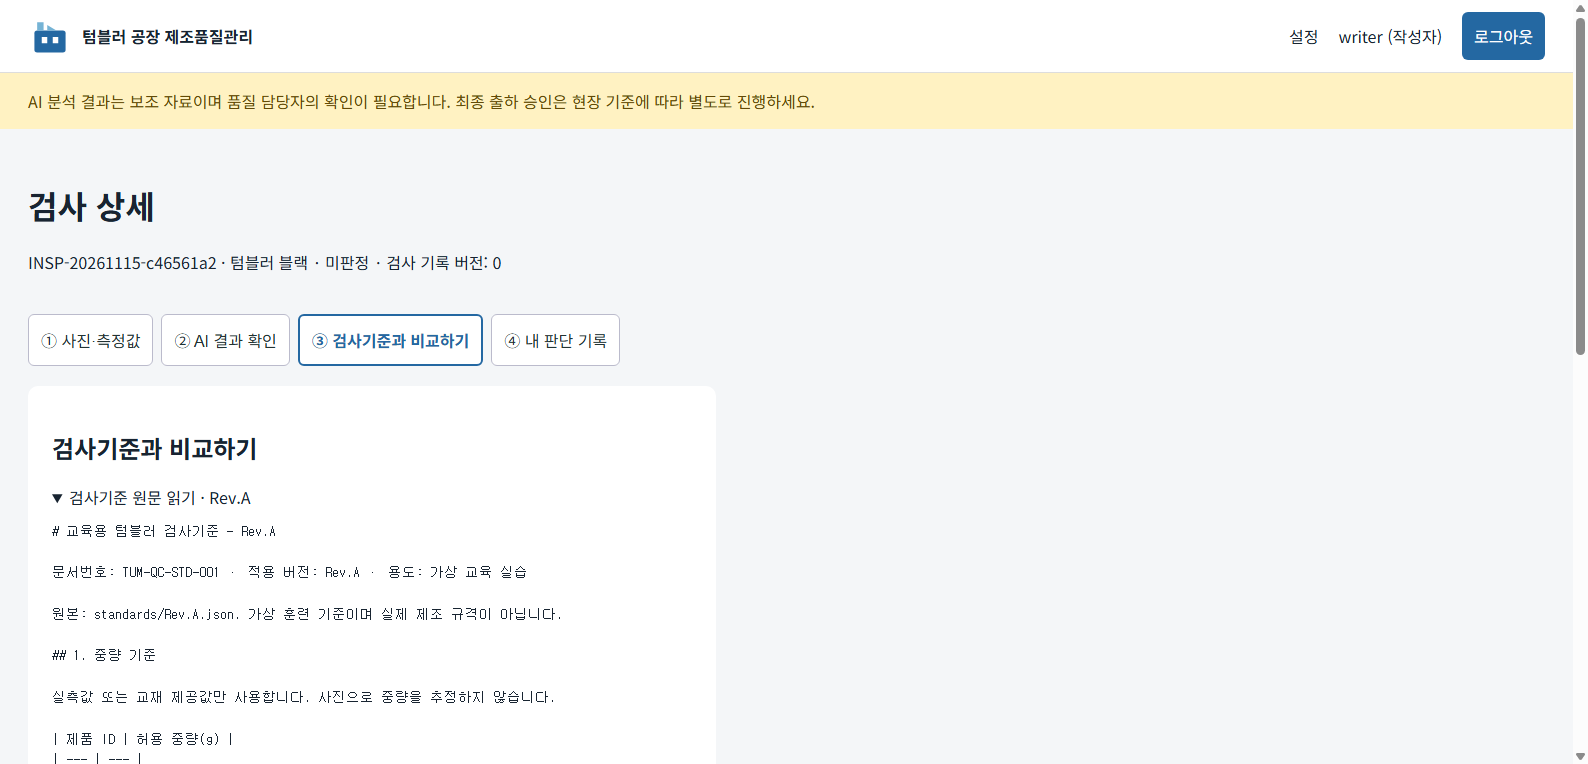 텀블러 공장 제조품질관리
설정 writer (작성자) 로그아웃
AI 분석 결과는 보조 자료이며 품질 담당자의 확인이 필요합니다. 최종 출하 승인은 현장 기준에 따라 별도로 진행하세요.
검사 상세
INSP-20261115-c46561a2 · 텀블러 블랙 · 미판정 · 검사 기록 버전: 0
① 사진·측정값 ② AI 결과 확인 ③ 검사기준과 비교하기 ④ 내 판단 기록
검사기준과 비교하기
▼ 검사기준 원문 읽기 · Rev.A
# 교육용 텀블러 검사기준 - Rev.A
문서번호: TUM-QC-STD-001 · 적용 버전: Rev.A · 용도: 가상 교육 실습
원본: standards/Rev.A.json. 가상 훈련 기준이며 실제 제조 규격이 아닙니다.
## 1. 중량 기준
실측값 또는 교재 제공값만 사용합니다. 사진으로 중량을 추정하지 않습니다.
| 제품 ID | 허용 중량(g) |
| --- | --- |